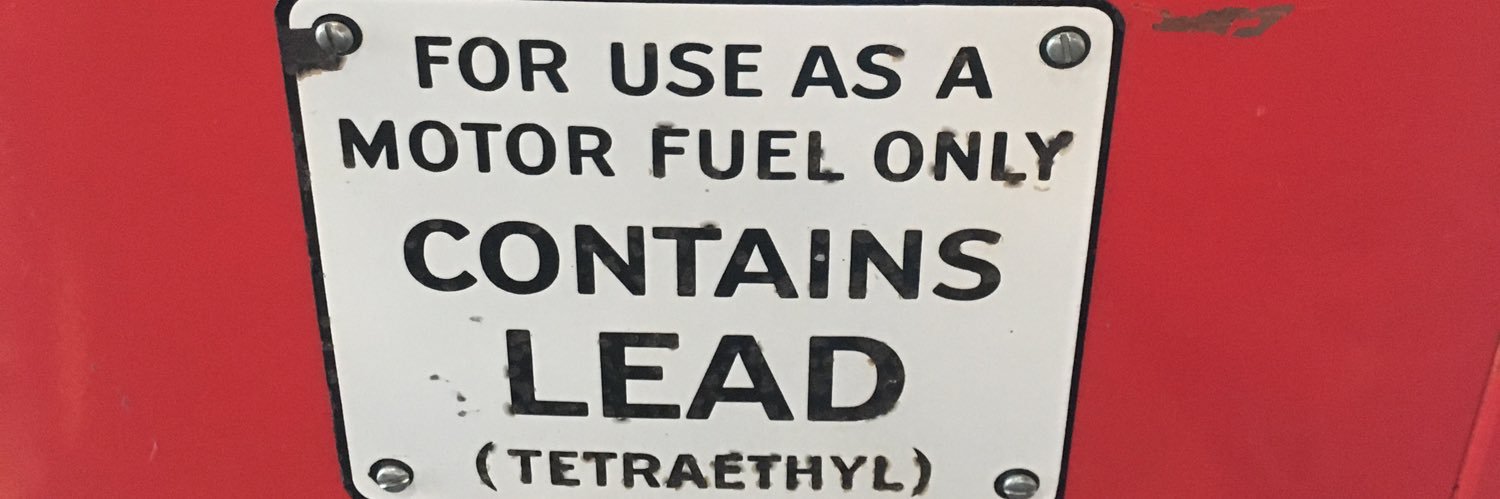 FOR USE AS A
MOTOR FUEL ONLY
CONTAINS
LEAD
(TETRAETHYL)